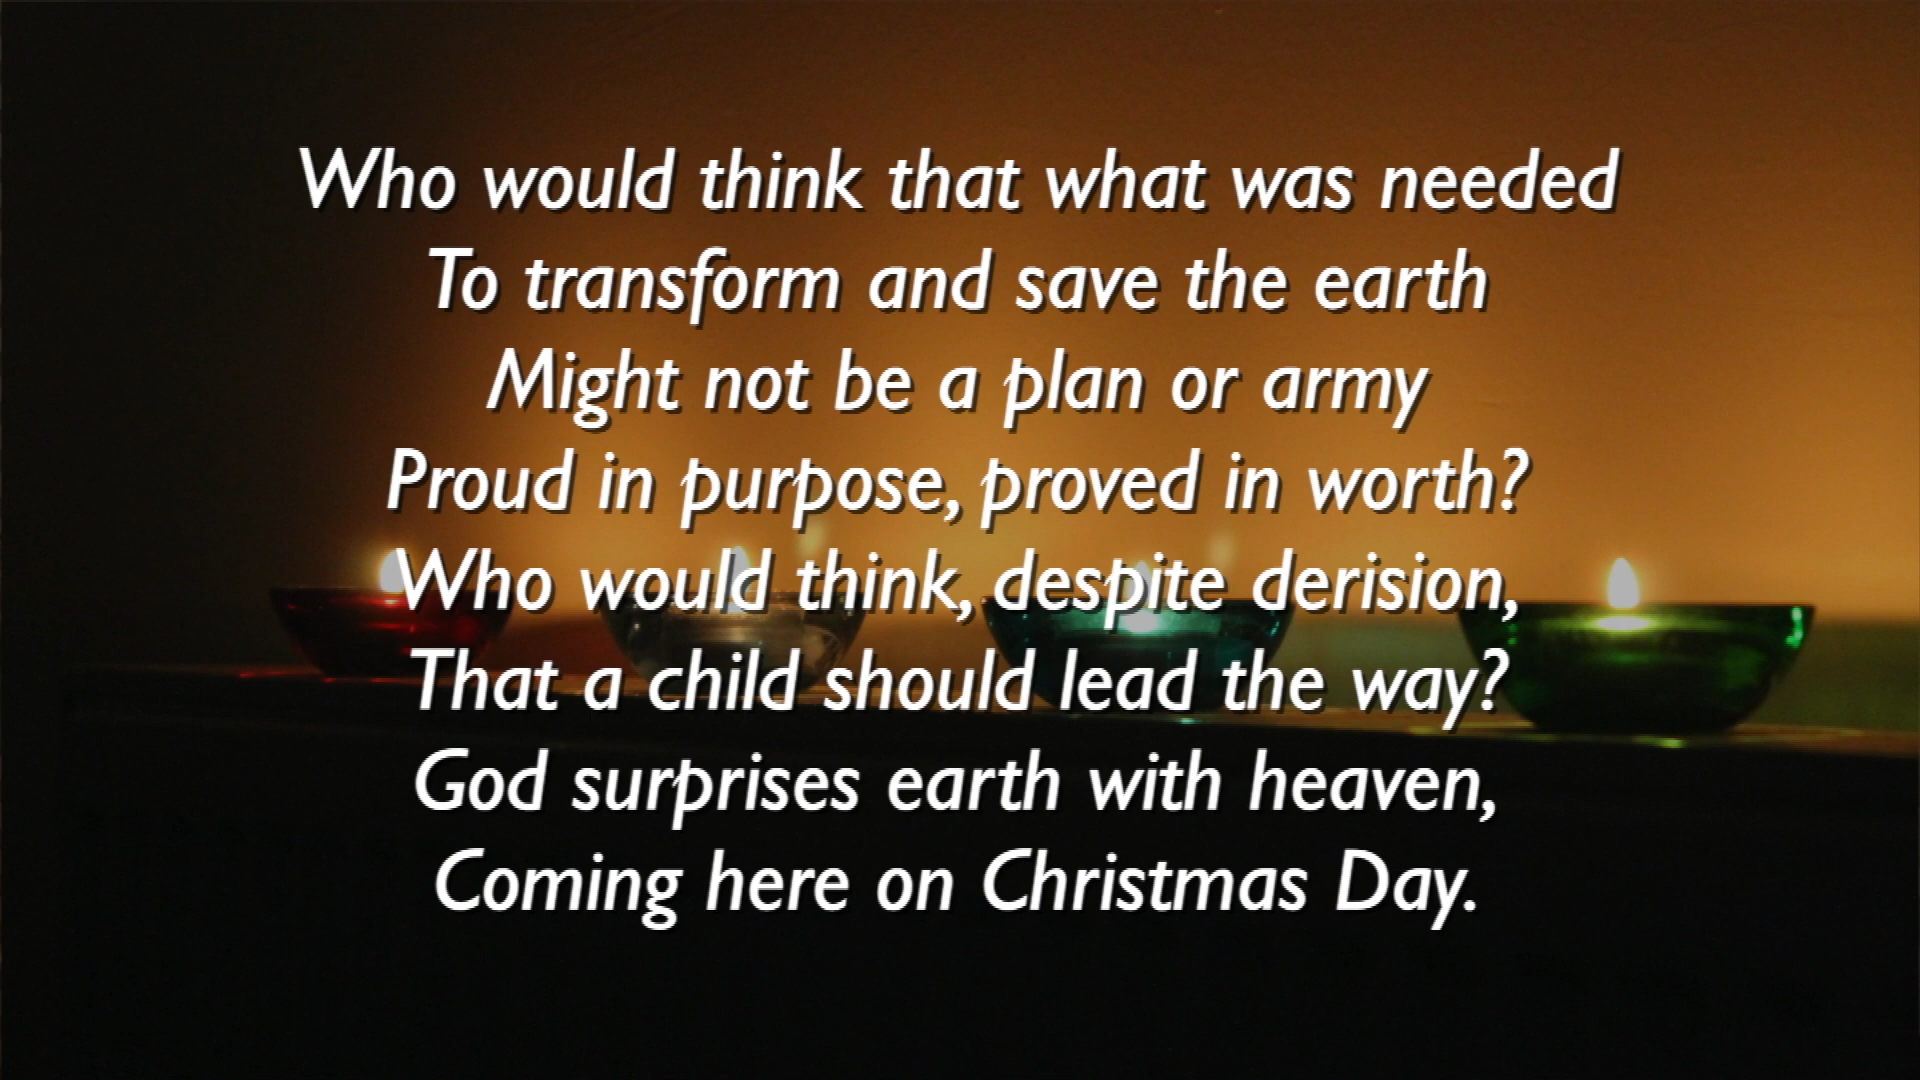 Who would think that what was needed
To transform and save the earth
Might not be a plan or army
Proud in purpose, proved in worth?
Who would think, despite derision,
That a child should lead the way?
God surprises earth with heaven,
Coming here on Christmas Day.